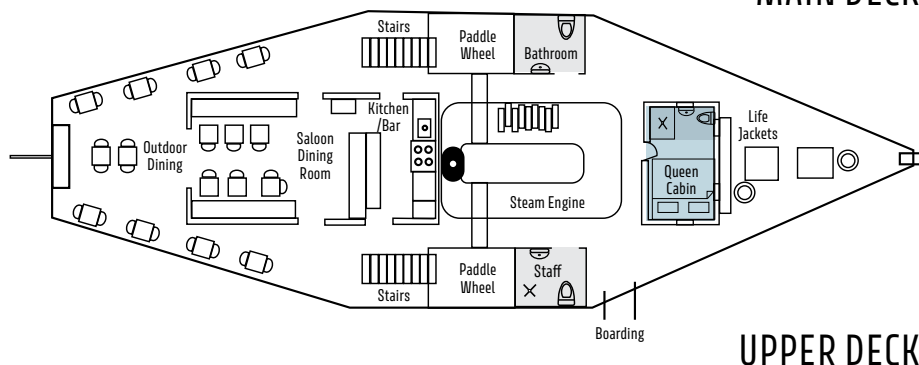 MAIN DECK
Stairs
Paddle
Wheel
Bathroom
Kitchen
/Bar
Life
Jackets
Outdoor
Dining
Saloon
Dining
Room
Queen
Cabin
Steam Engine
Paddle
Wheel
Staff
Stairs
Boarding
UPPER DECK